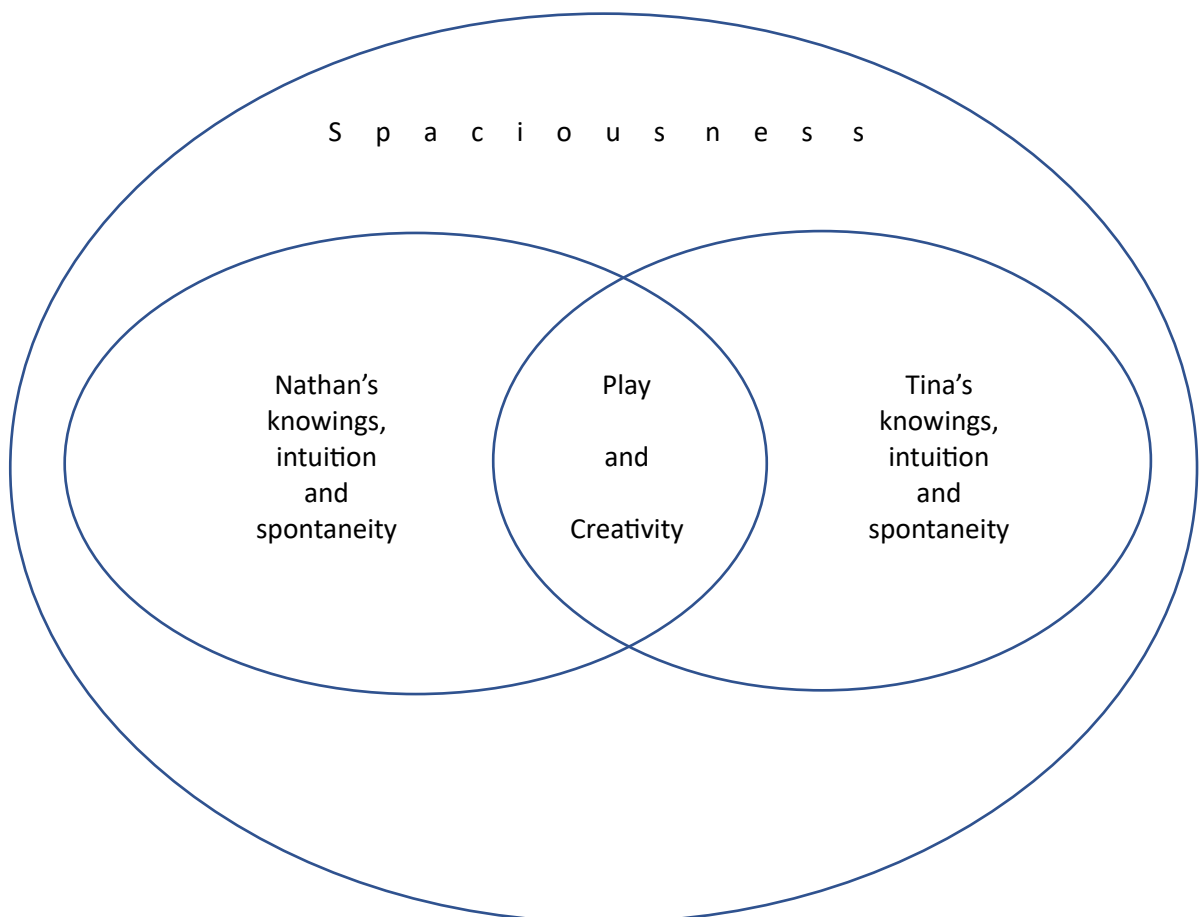 S p a c i o u s n e s s
Nathan’s
knowings,
intuition
and
spontaneity
Play
and
Creativity
Tina’s
knowings,
intuition
and
spontaneity